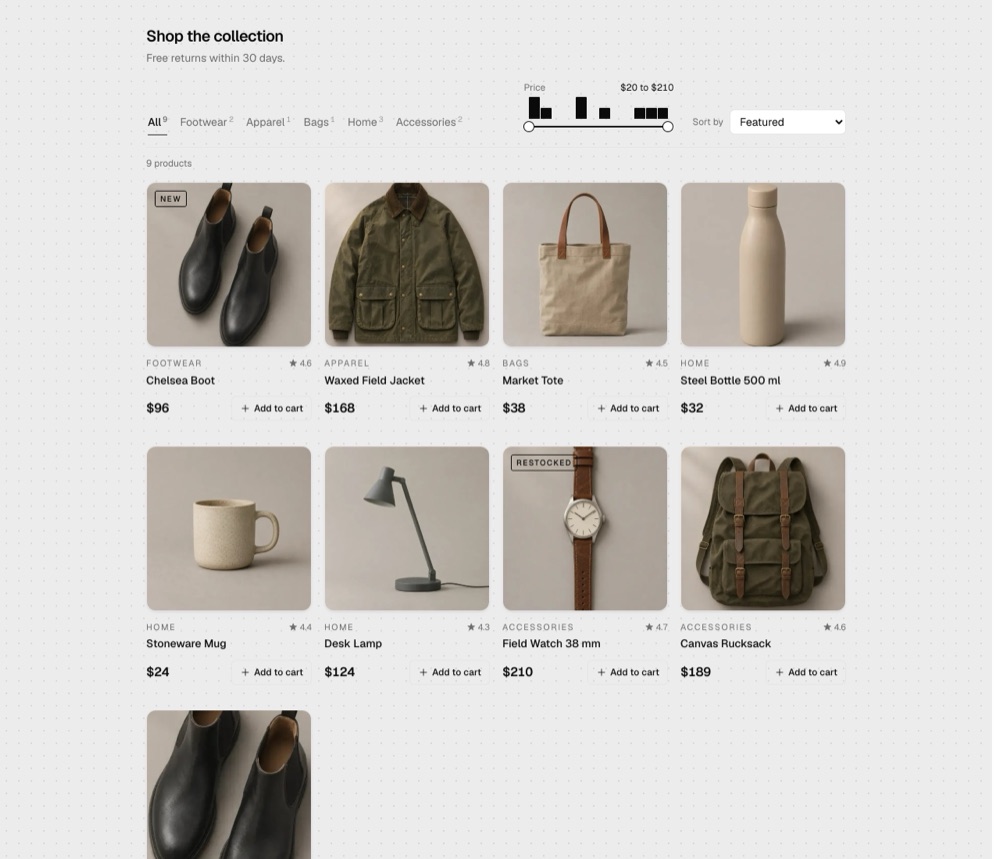 Shop the collection
Free returns within 30 days.
Price $20 to $210
All 9 Footwear 2 Apparel 1 Bags 1 Home 3 Accessories 2
Sort by Featured
9 products
NEW
FOOTWEAR ★ 4.6
Chelsea Boot
$96 + Add to cart
APPAREL ★ 4.8
Waxed Field Jacket
$168 + Add to cart
BAGS ★ 4.5
Market Tote
$38 + Add to cart
HOME ★ 4.9
Steel Bottle 500 ml
$32 + Add to cart
HOME ★ 4.4
Stoneware Mug
$24 + Add to cart
HOME ★ 4.3
Desk Lamp
$124 + Add to cart
RESTOCKED
ACCESSORIES ★ 4.7
Field Watch 38 mm
$210 + Add to cart
ACCESSORIES ★ 4.6
Canvas Rucksack
$189 + Add to cart